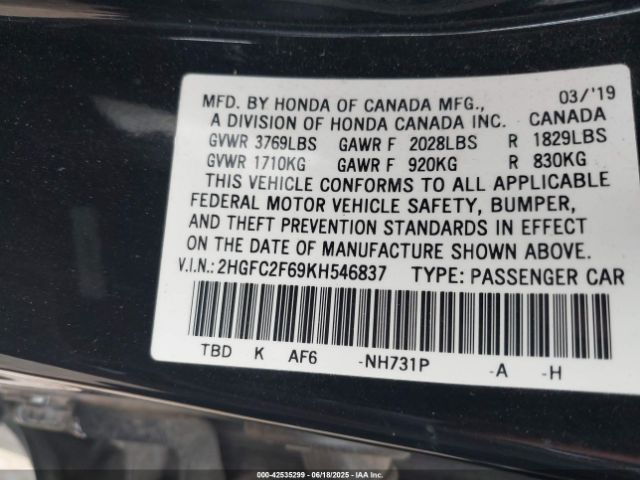 03/'19
MFD. BY HONDA OF CANADA MFG.,
A DIVISION OF HONDA CANADA INC. CANADA
GVWR 3769LBS GAWR F 2028LBS R 1829LBS
GVWR 1710KG GAWR F 920KG R 830KG
THIS VEHICLE CONFORMS TO ALL APPLICABLE
FEDERAL MOTOR VEHICLE SAFETY, BUMPER,
AND THEFT PREVENTION STANDARDS IN EFFECT
ON THE DATE OF MANUFACTURE SHOWN ABOVE.
V.I.N.: 2HGFC2F69KH546837 TYPE: PASSENGER CAR
TBD K AF6 -NH731P -A -H
000-42535299 - 06/18/2025 - IAA Inc.